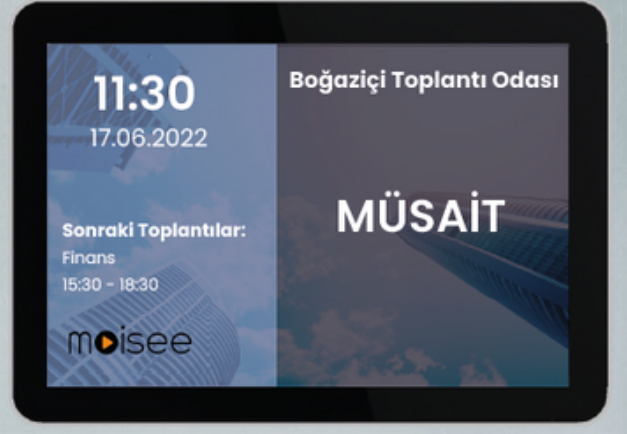 11:30
17.06.2022
Sonraki Toplantılar:
Finans
15:30 - 18:30
moisee
Boğaziçi Toplantı Odası
MÜSAİT